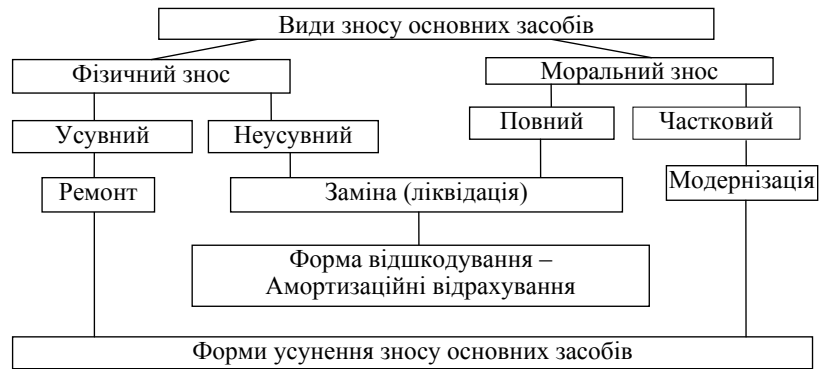 Види зносу основних засобів
Фізичний знос
Моральний знос
Усувний
Неусувний
Повний
Частковий
Ремонт
Заміна (ліквідація)
Модернізація
Форма відшкодування –
Амортизаційні відрахування
Форми усунення зносу основних засобів